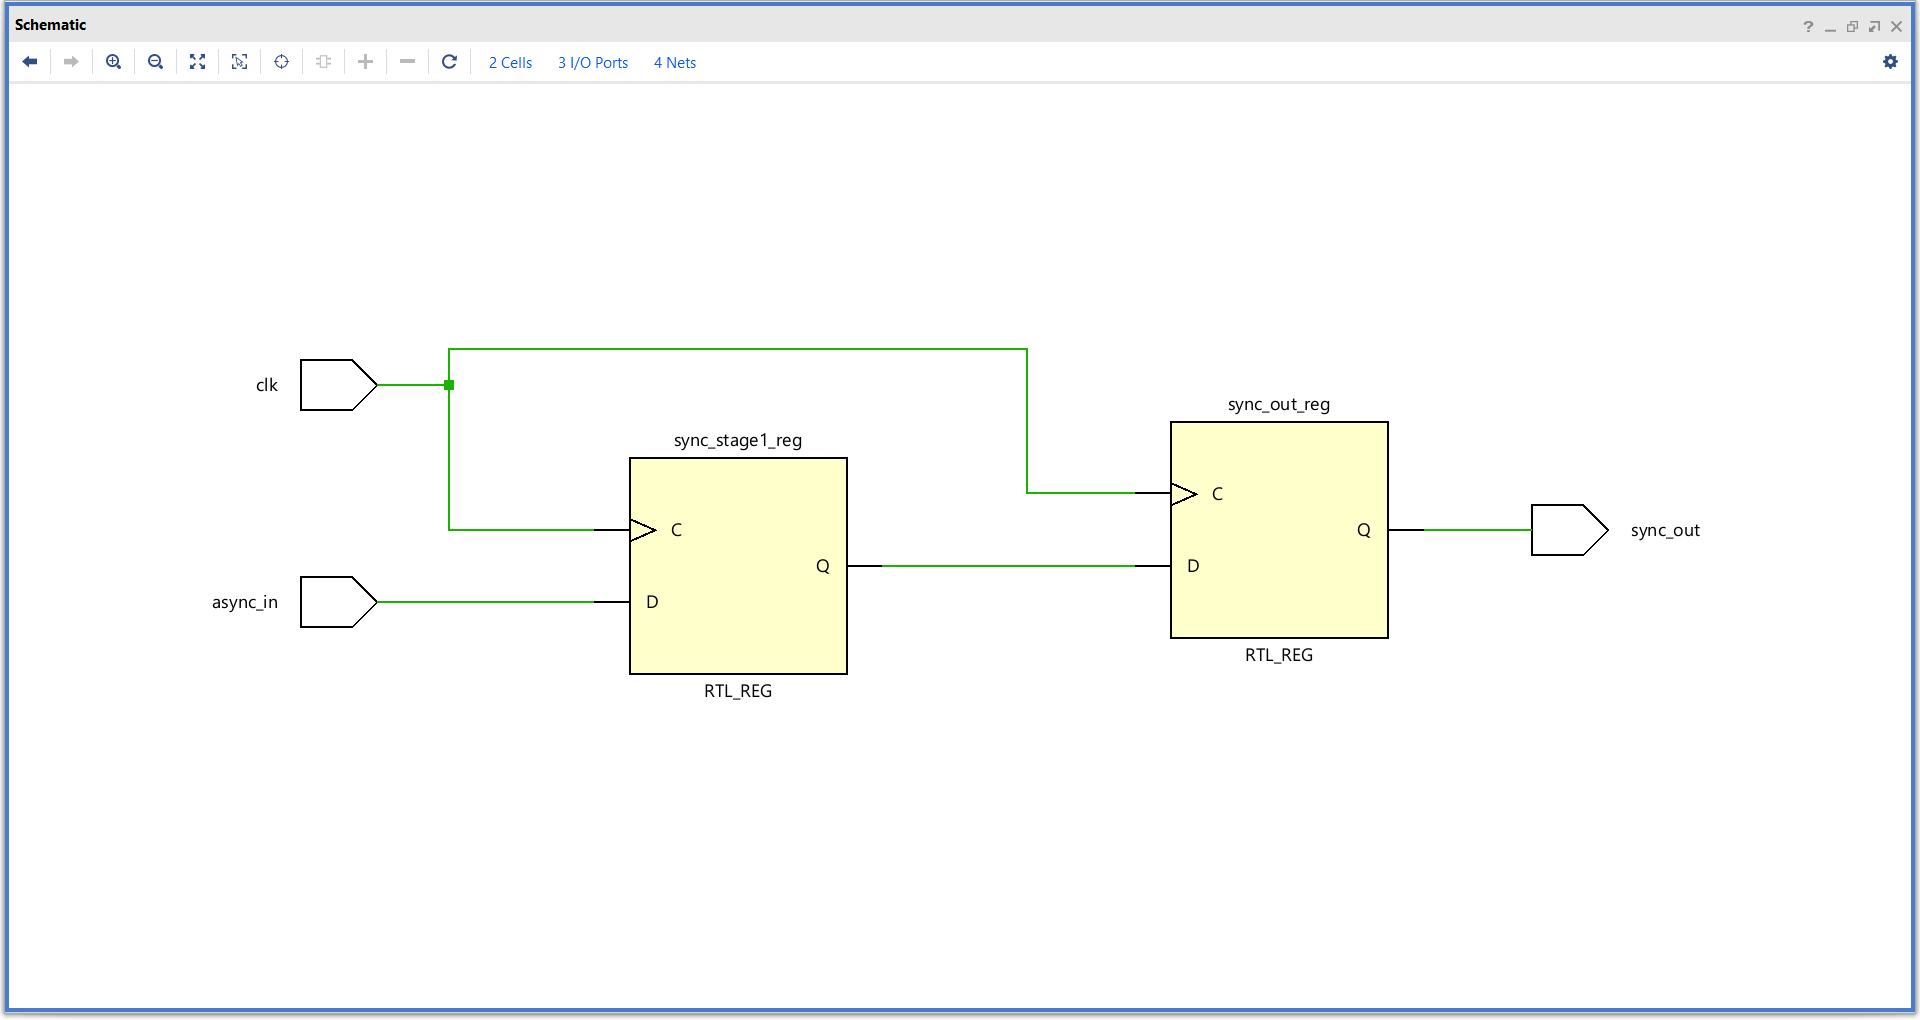 Schematic
2 Cells 3 I/O Ports 4 Nets
clk
sync_out_reg
sync_stage1_reg
C
C
Q
sync_out
Q
D
async_in
D
RTL_REG
RTL_REG